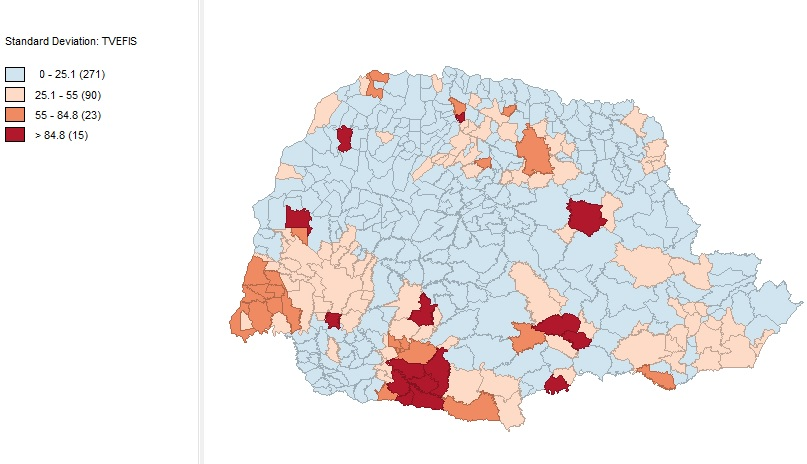 Standard Deviation: TVEFIS
0 - 25.1 (271)
25.1 - 55 (90)
55 - 84.8 (23)
> 84.8 (15)